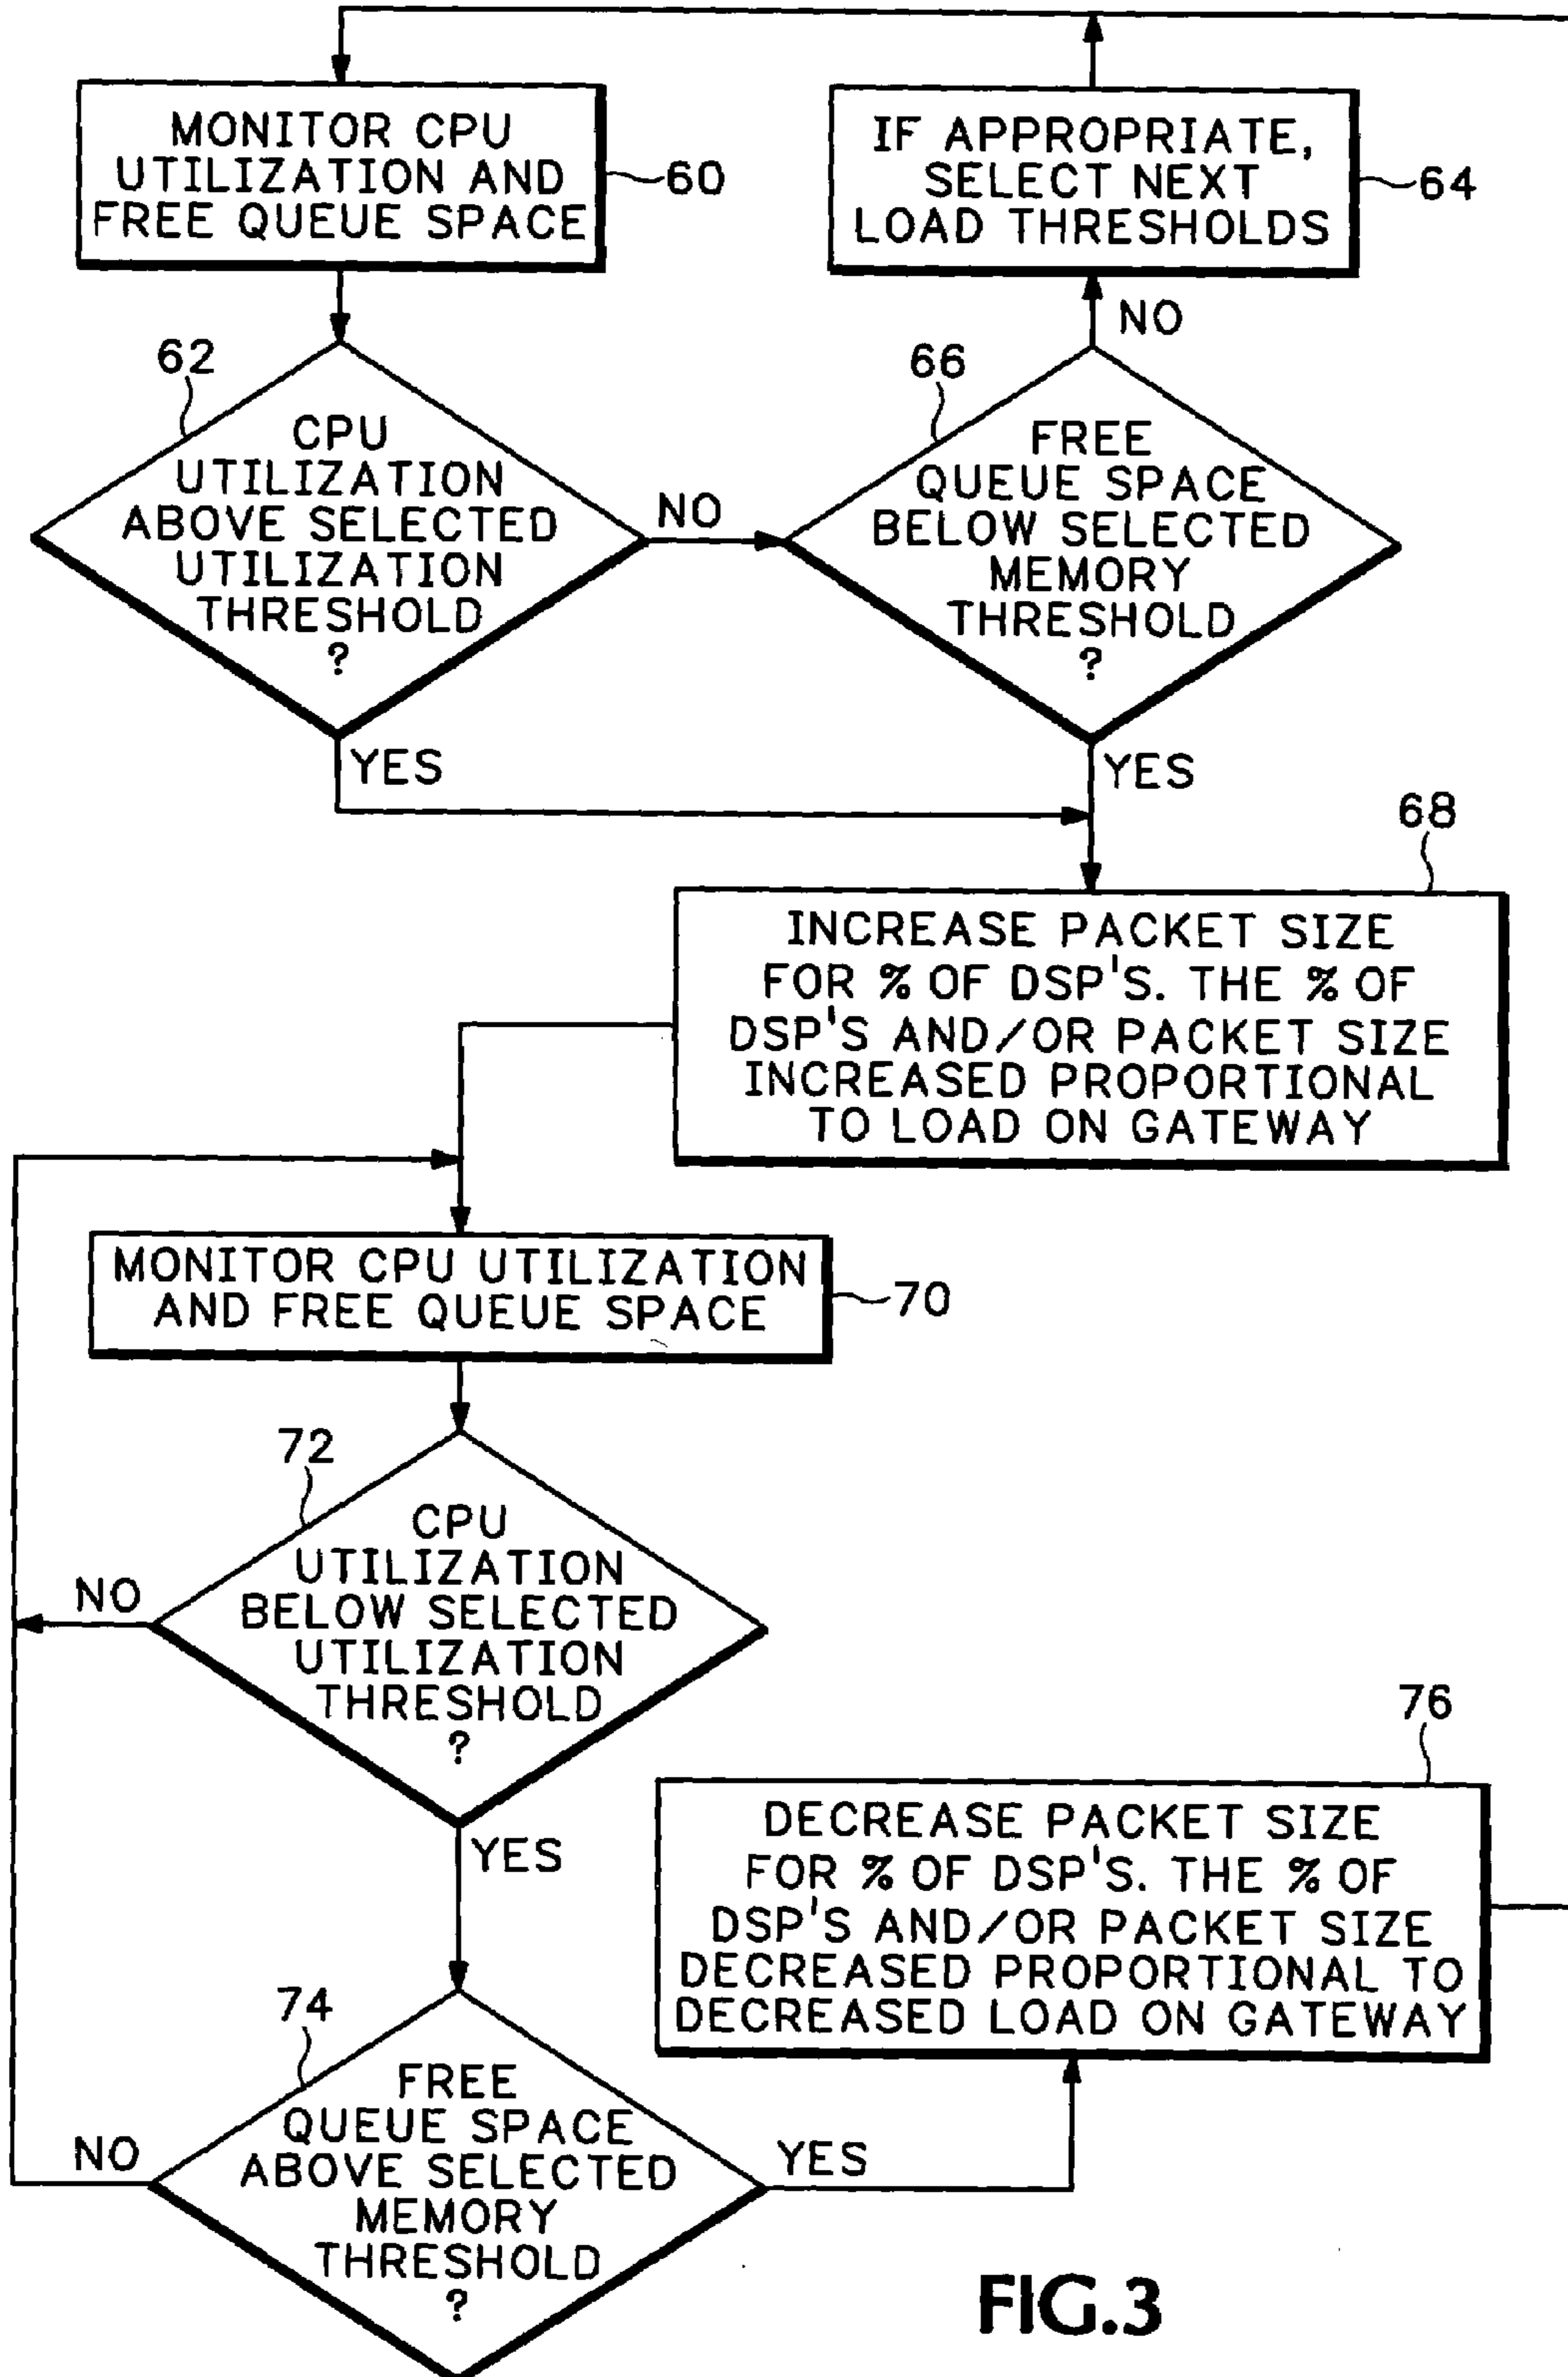 MONITOR CPU
UTILIZATION AND
FREE QUEUE SPACE
60
IF APPROPRIATE,
SELECT NEXT
LOAD THRESHOLDS
64
NO
62
CPU
UTILIZATION
ABOVE SELECTED
UTILIZATION
THRESHOLD
?
NO
66
FREE
QUEUE SPACE
BELOW SELECTED
MEMORY
THRESHOLD
?
YES
YES
68
INCREASE PACKET SIZE
FOR % OF DSP'S. THE % OF
DSP'S AND/OR PACKET SIZE
INCREASED PROPORTIONAL
TO LOAD ON GATEWAY
MONITOR CPU UTILIZATION
AND FREE QUEUE SPACE
70
72
CPU
UTILIZATION
BELOW SELECTED
UTILIZATION
THRESHOLD
?
NO
YES
76
DECREASE PACKET SIZE
FOR % OF DSP'S. THE % OF
DSP'S AND/OR PACKET SIZE
DECREASED PROPORTIONAL TO
DECREASED LOAD ON GATEWAY
74
FREE
QUEUE SPACE
ABOVE SELECTED
MEMORY
THRESHOLD
?
NO
YES
FIG.3